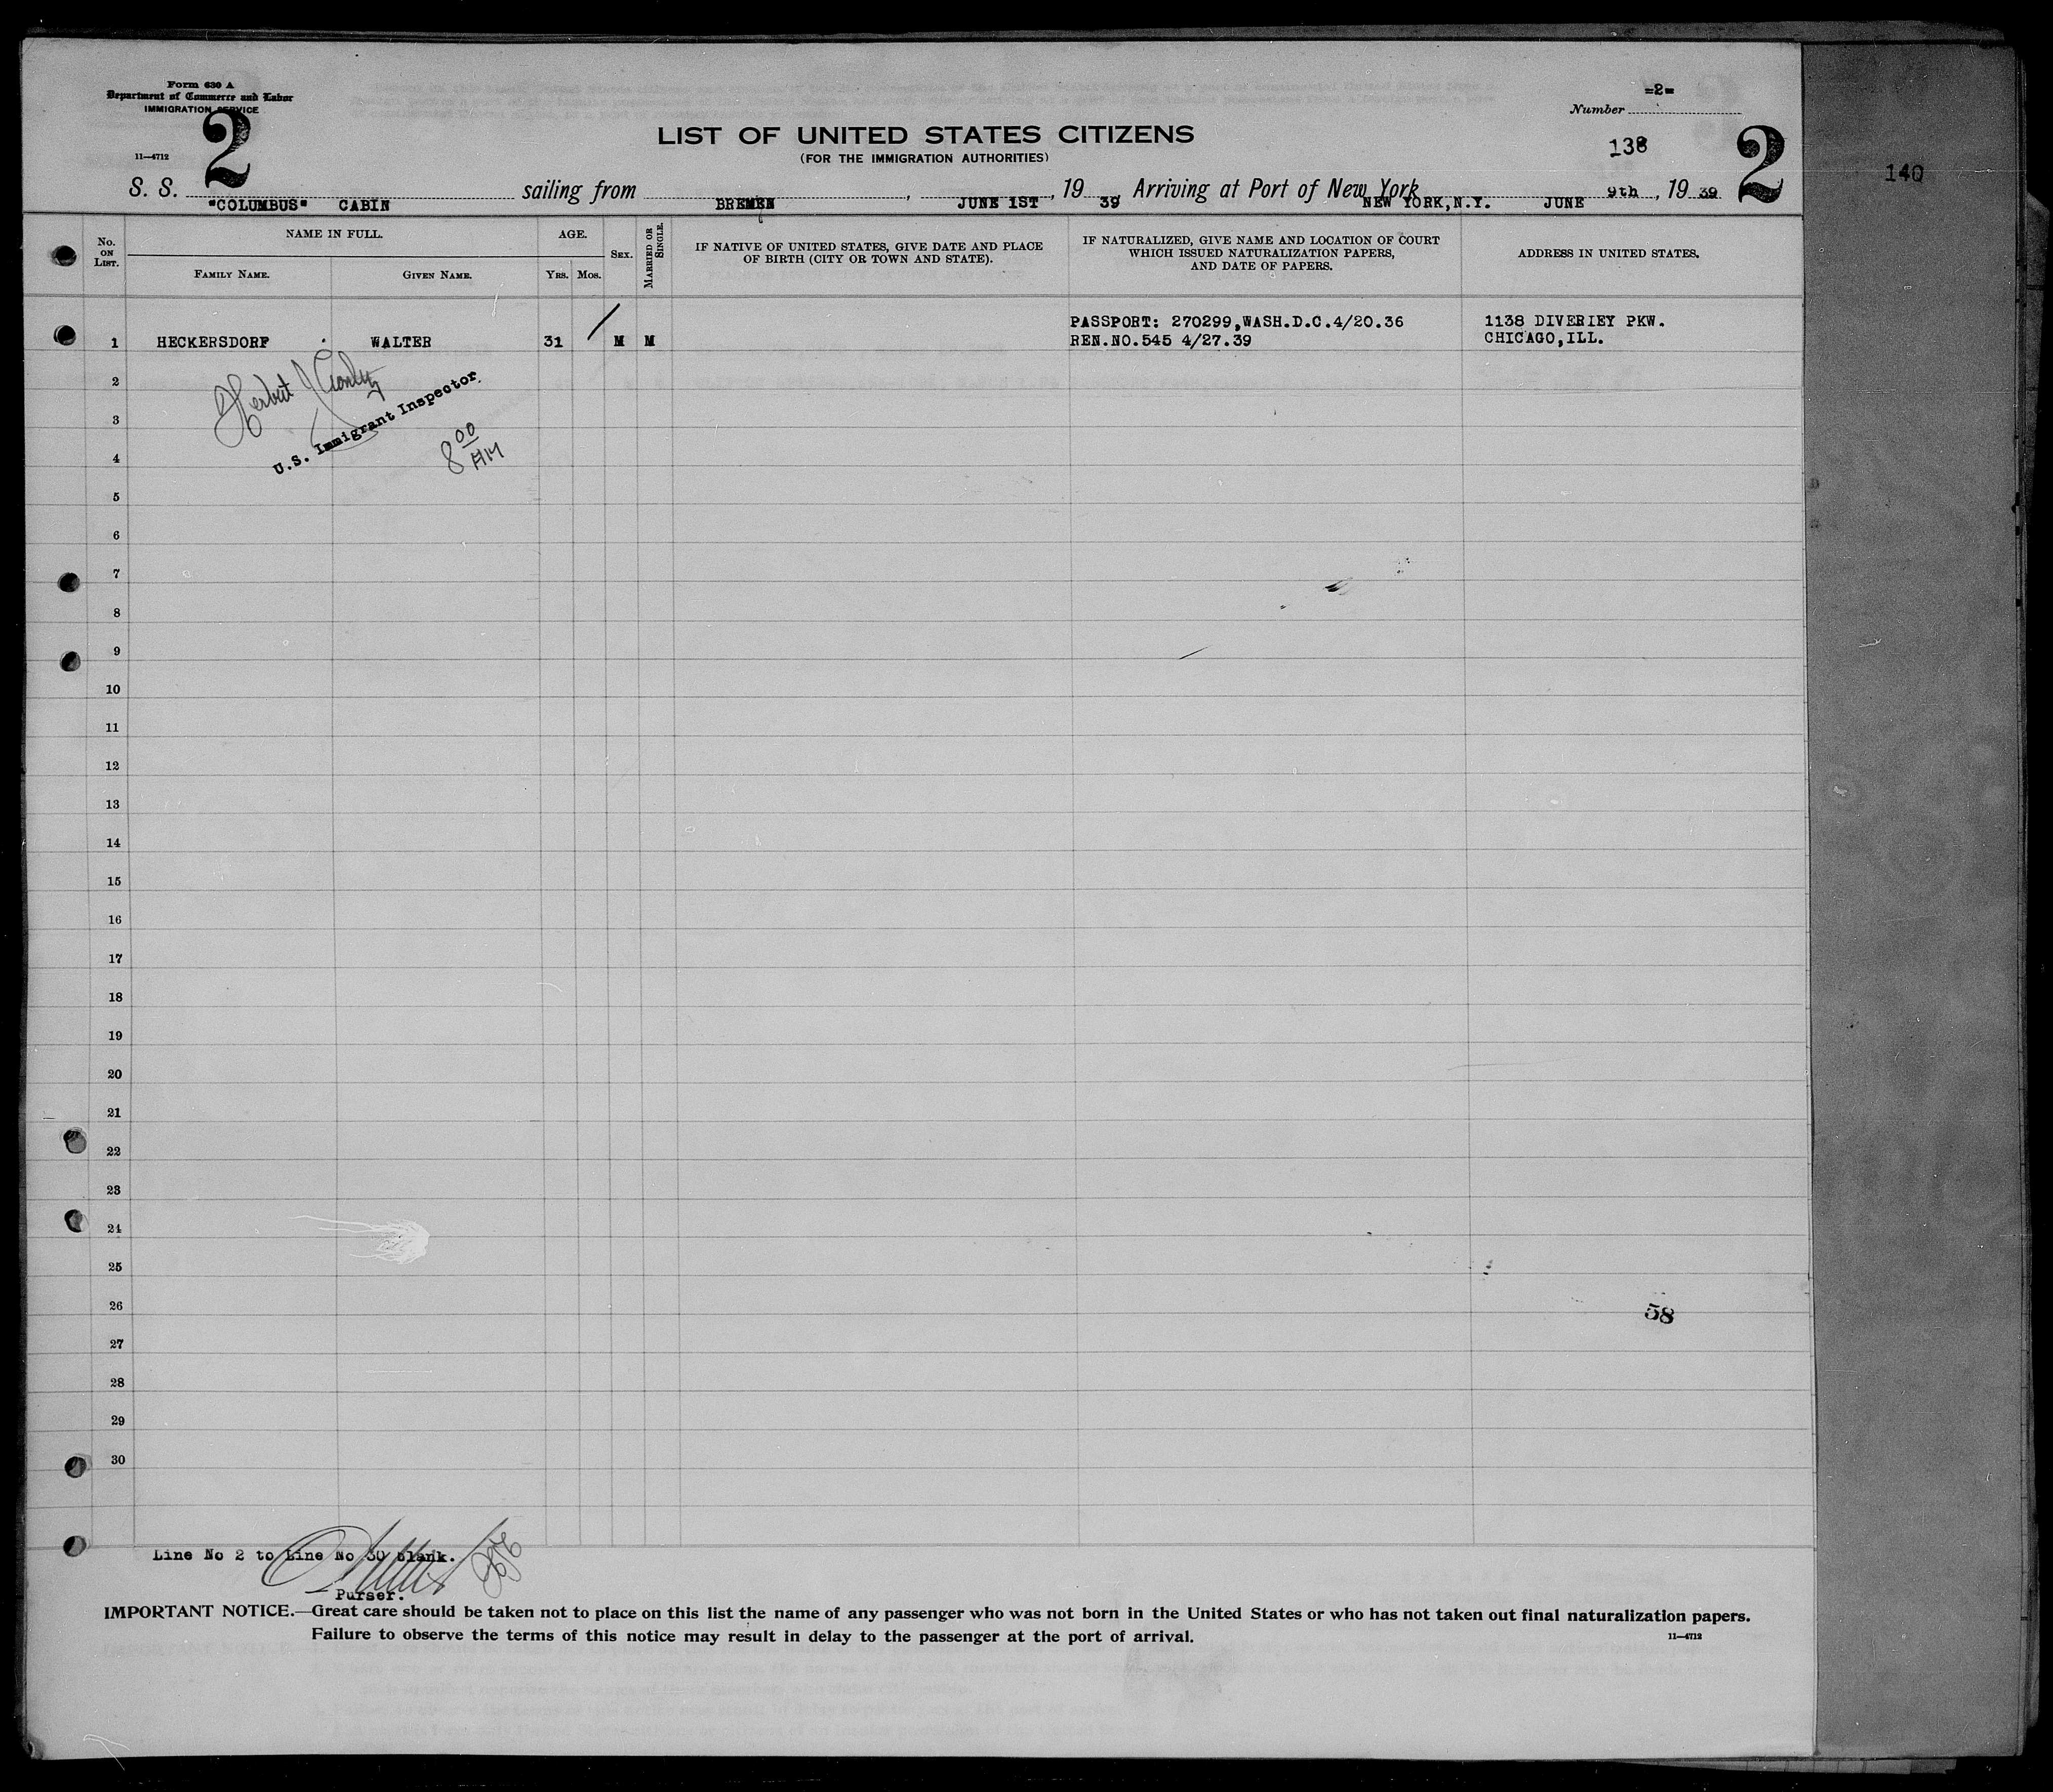 Form 630 A
Department of Commerce and Labor
IMMIGRATION SERVICE
2
11—4712
LIST OF UNITED STATES CITIZENS
(FOR THE IMMIGRATION AUTHORITIES)
-2-
Number
138
2
140
S. S. "COLUMBUS" CABIN sailing from BREMEN, JUNE 1ST, 19 39, Arriving at Port of New York NEW YORK,N.Y. JUNE 9th, 19 39
No. ON LIST.
NAME IN FULL.
FAMILY NAME.
GIVEN NAME.
AGE.
YRS.
MOS.
SEX.
MARRIED OR SINGLE.
IF NATIVE OF UNITED STATES, GIVE DATE AND PLACE
OF BIRTH (CITY OR TOWN AND STATE).
IF NATURALIZED, GIVE NAME AND LOCATION OF COURT
WHICH ISSUED NATURALIZATION PAPERS,
AND DATE OF PAPERS.
ADDRESS IN UNITED STATES.
PASSPORT: 270299,WASH.D.C.4/20.36 1138 DIVERIEY PKW.
1 HECKERSDORF WALTER 31 M M REN.NO.545 4/27.39 CHICAGO,ILL.
Herbert J
U.S. Immigrant Inspector
8 00 AM
2
3
4
5
6
7
8
9
10
11
12
13
14
15
16
17
18
19
20
21
22
23
24
25
26
58
27
28
29
30
Line No 2 to Line No 30 blank.
Purser.
IMPORTANT NOTICE.—Great care should be taken not to place on this list the name of any passenger who was not born in the United States or who has not taken out final naturalization papers.
Failure to observe the terms of this notice may result in delay to the passenger at the port of arrival.
11—4712